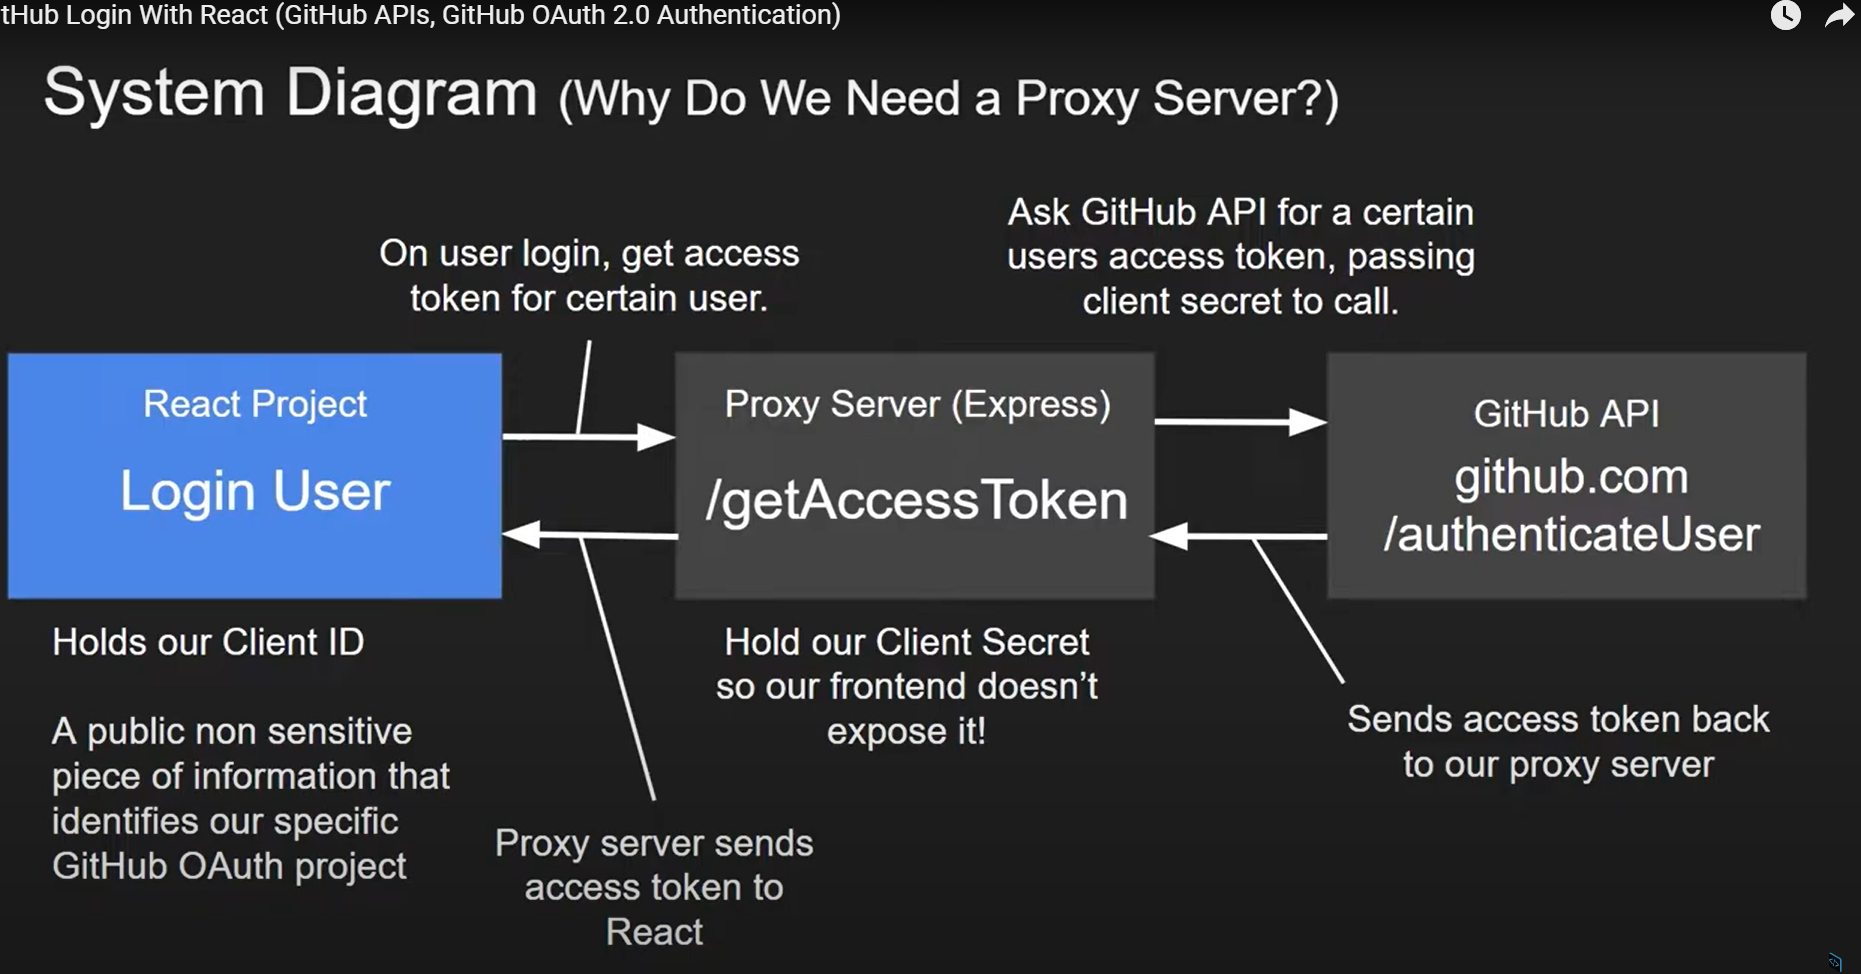 tHub Login With React (GitHub APIs, GitHub OAuth 2.0 Authentication)
System Diagram (Why Do We Need a Proxy Server?)
On user login, get access
token for certain user.
Ask GitHub API for a certain
users access token, passing
client secret to call.
React Project
Login User
Proxy Server (Express)
/getAccessToken
GitHub API
github.com
/authenticateUser
Holds our Client ID
A public non sensitive
piece of information that
identifies our specific
GitHub OAuth project
Hold our Client Secret
so our frontend doesn't
expose it!
Sends access token back
to our proxy server
Proxy server sends
access token to
React